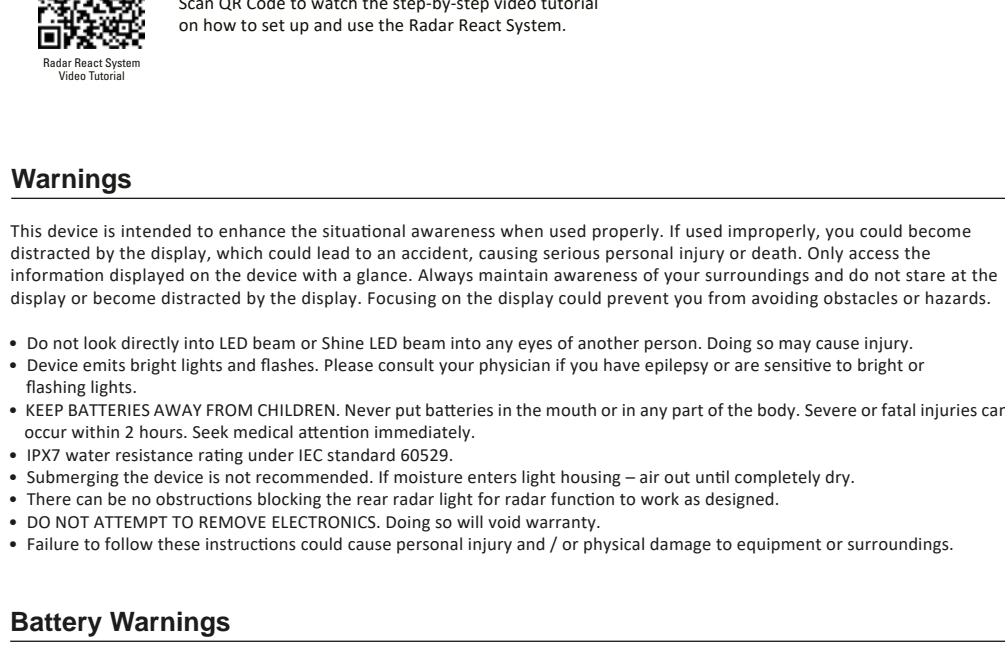 Scan QR Code to watch the step-by-step video tutorial
on how to set up and use the Radar React System.
Radar React System
Video Tutorial
Warnings
This device is intended to enhance the situational awareness when used properly. If used improperly, you could become
distracted by the display, which could lead to an accident, causing serious personal injury or death. Only access the
information displayed on the device with a glance. Always maintain awareness of your surroundings and do not stare at the
display or become distracted by the display. Focusing on the display could prevent you from avoiding obstacles or hazards.
• Do not look directly into LED beam or Shine LED beam into any eyes of another person. Doing so may cause injury.
• Device emits bright lights and flashes. Please consult your physician if you have epilepsy or are sensitive to bright or
flashing lights.
• KEEP BATTERIES AWAY FROM CHILDREN. Never put batteries in the mouth or in any part of the body. Severe or fatal injuries can
occur within 2 hours. Seek medical attention immediately.
• IPX7 water resistance rating under IEC standard 60529.
• Submerging the device is not recommended. If moisture enters light housing – air out until completely dry.
• There can be no obstructions blocking the rear radar light for radar function to work as designed.
• DO NOT ATTEMPT TO REMOVE ELECTRONICS. Doing so will void warranty.
• Failure to follow these instructions could cause personal injury and / or physical damage to equipment or surroundings.
Battery Warnings